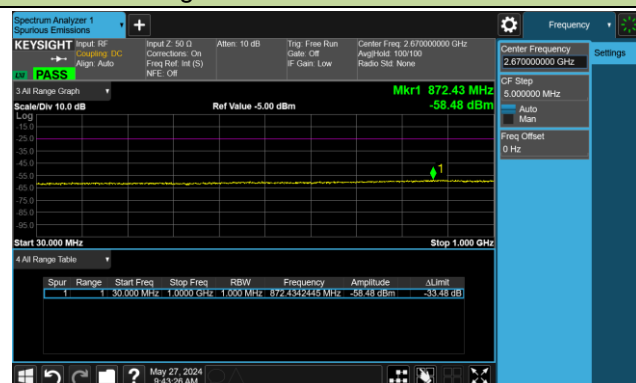 Spectrum Analyzer 1
Spurious Emissions
Frequency
KEYSIGHT
Input: RF
Coupling: DC
Align: Auto
Input Z: 50 Ω
Corrections: On
Freq Ref: Int (S)
NFE: Off
Atten: 10 dB
Trig: Free Run
Gate: Off
IF Gain: Low
Center Freq: 2.670000000 GHz
Avg|Hold: 100/100
Radio Std: None
PASS
3 All Range Graph
Scale/Div 10.0 dB
Ref Value -5.00 dBm
Mkr1 872.43 MHz
-58.48 dBm
Log
-15.0
-25.0
-35.0
-45.0
-55.0
-65.0
-75.0
-85.0
-95.0
1
Start 30.000 MHz
Stop 1.000 GHz
4 All Range Table
Spur Range Start Freq Stop Freq RBW Frequency Amplitude ΔLimit
1 1 30.000 MHz 1.0000 GHz 1.000 MHz 872.4342445 MHz -58.48 dBm -33.48 dB
Center Frequency
2.670000000 GHz
Settings
CF Step
5.000000 MHz
Auto
Man
Freq Offset
0 Hz
?
May 27, 2024
9:43:26 AM